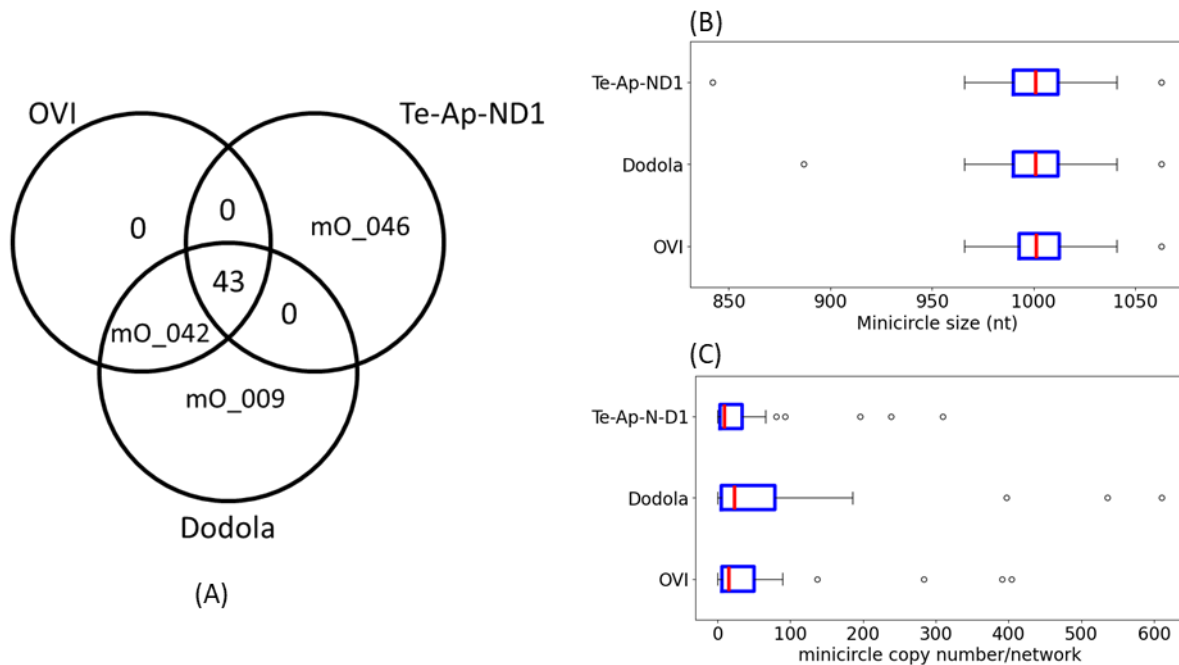 OVI
Te-Ap-ND1
0
0
mO_046
43
0
mO_042
mO_009
Dodola
(A)
(B)
Te-Ap-ND1
Dodola
OVI
850 900 950 1000 1050
Minicircle size (nt)
(C)
Te-Ap-N-D1
Dodola
OVI
0 100 200 300 400 500 600
minicircle copy number/network